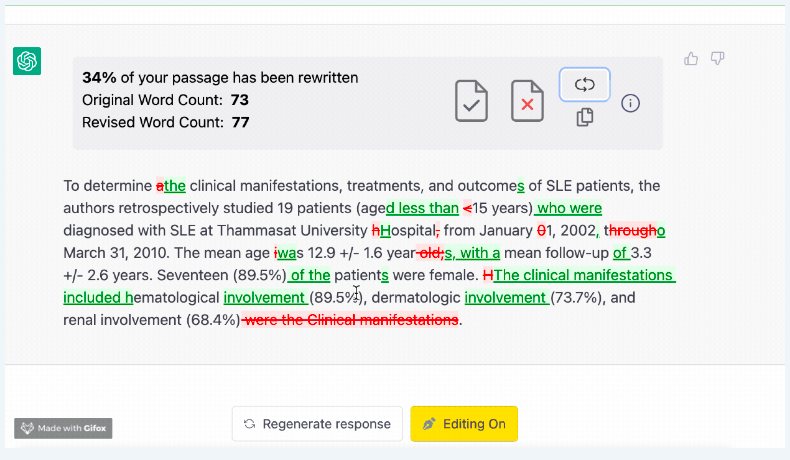 34% of your passage has been rewritten
Original Word Count: 73
Revised Word Count: 77
To determine athe clinical manifestations, treatments, and outcomes of SLE patients, the
authors retrospectively studied 19 patients (aged less than <15 years) who were
diagnosed with SLE at Thammasat University hHospital, from January 01, 2002, throügho
March 31, 2010. The mean age iwas 12.9 +/- 1.6 year old;s, with a mean follow-up of 3.3
+/- 2.6 years. Seventeen (89.5%) of the patients were female. HThe clinical manifestations
included hematological involvement (89.5%), dermatologic involvement (73.7%), and
renal involvement (68.4%) were the Clinical manifestations.
Regenerate response
Editing On
Made with Gifox